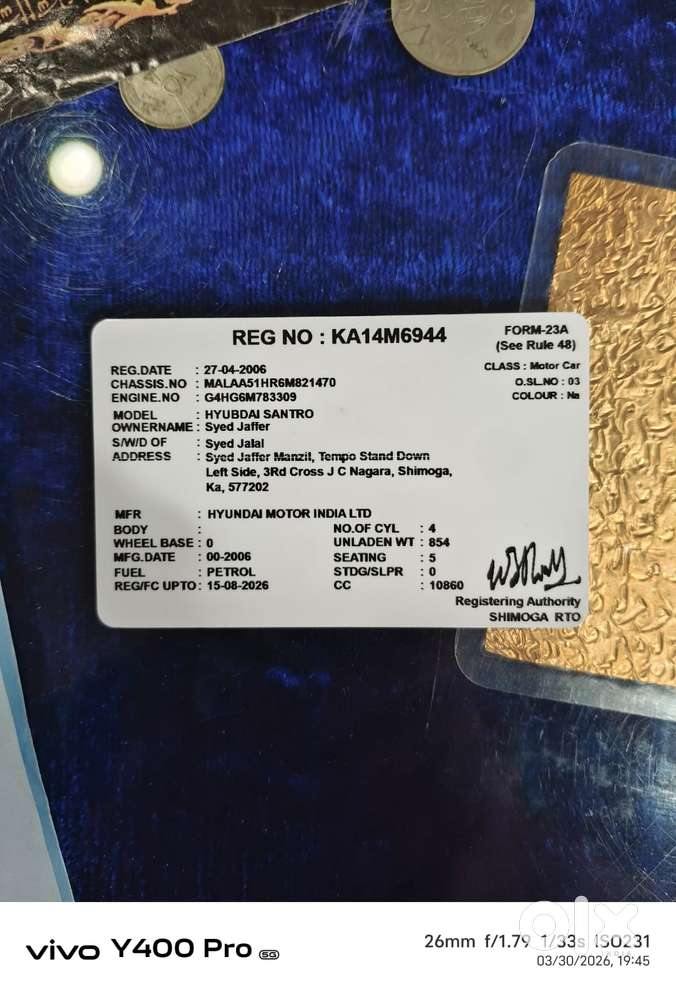 REG NO : KA14M6944
FORM-23A
(See Rule 48)
REG.DATE : 27-04-2006
CLASS : Motor Car
CHASSIS.NO : MALAA51HR6M821470
O.SL.NO : 03
ENGINE.NO : G4HG6M783309
COLOUR : Na
MODEL : HYUBDAI SANTRO
OWNERNAME : Syed Jaffer
S/W/D OF : Syed Jalal
ADDRESS : Syed Jaffer Manzil, Tempo Stand Down
Left Side, 3Rd Cross J C Nagara, Shimoga,
Ka, 577202
MFR : HYUNDAI MOTOR INDIA LTD
BODY : NO.OF CYL : 4
WHEEL BASE : 0 UNLADEN WT : 854
MFG.DATE : 00-2006 SEATING : 5
FUEL : PETROL STDG/SLPR : 0
REG/FC UPTO : 15-08-2026 CC : 10860
Registering Authority
SHIMOGA RTO
olx
vivo Y400 Pro 5G
26mm f/1.79 1/33s ISO231
03/30/2026, 19:45